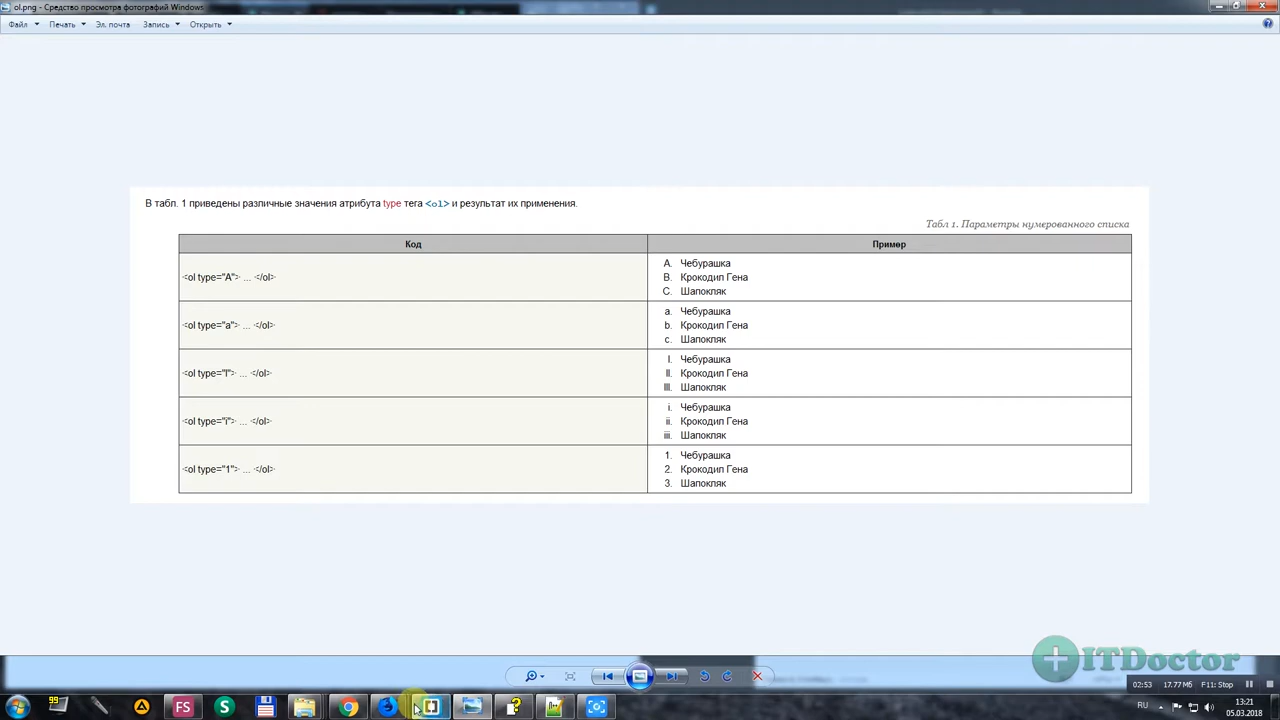 ol.png - Средство просмотра фотографий Windows
Файл Печать Эл. почта Запись Открыть
В табл. 1 приведены различные значения атрибута type тега <ol> и результат их применения.
Табл 1. Параметры нумерованного списка
Код Пример
<ol type="A"> ... </ol>
A. Чебурашка
B. Крокодил Гена
C. Шапокляк
<ol type="a"> ... </ol>
a. Чебурашка
b. Крокодил Гена
c. Шапокляк
<ol type="I"> ... </ol>
I. Чебурашка
II. Крокодил Гена
III. Шапокляк
<ol type="i"> ... </ol>
i. Чебурашка
ii. Крокодил Гена
iii. Шапокляк
<ol type="1"> ... </ol>
1. Чебурашка
2. Крокодил Гена
3. Шапокляк
ITDoctor
02:53 17.77 Мб F11: Stop
99
FS
S
RU
13:21
05.03.2018